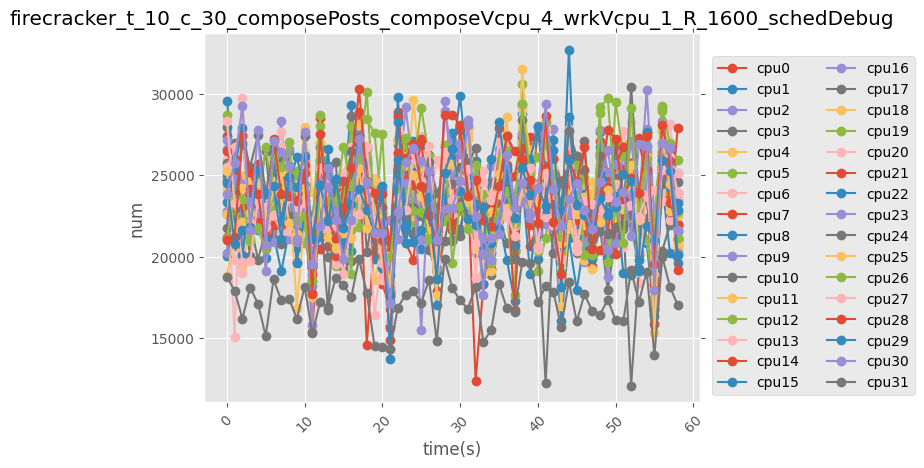 firecracker_t_10_c_30_composePosts_composeVcpu_4_wrkVcpu_1_R_1600_schedDebug
num
30000
25000
20000
15000
0
10
20
30
40
50
60
time(s)
cpu0
cpu1
cpu2
cpu3
cpu4
cpu5
cpu6
cpu7
cpu8
cpu9
cpu10
cpu11
cpu12
cpu13
cpu14
cpu15
cpu16
cpu17
cpu18
cpu19
cpu20
cpu21
cpu22
cpu23
cpu24
cpu25
cpu26
cpu27
cpu28
cpu29
cpu30
cpu31